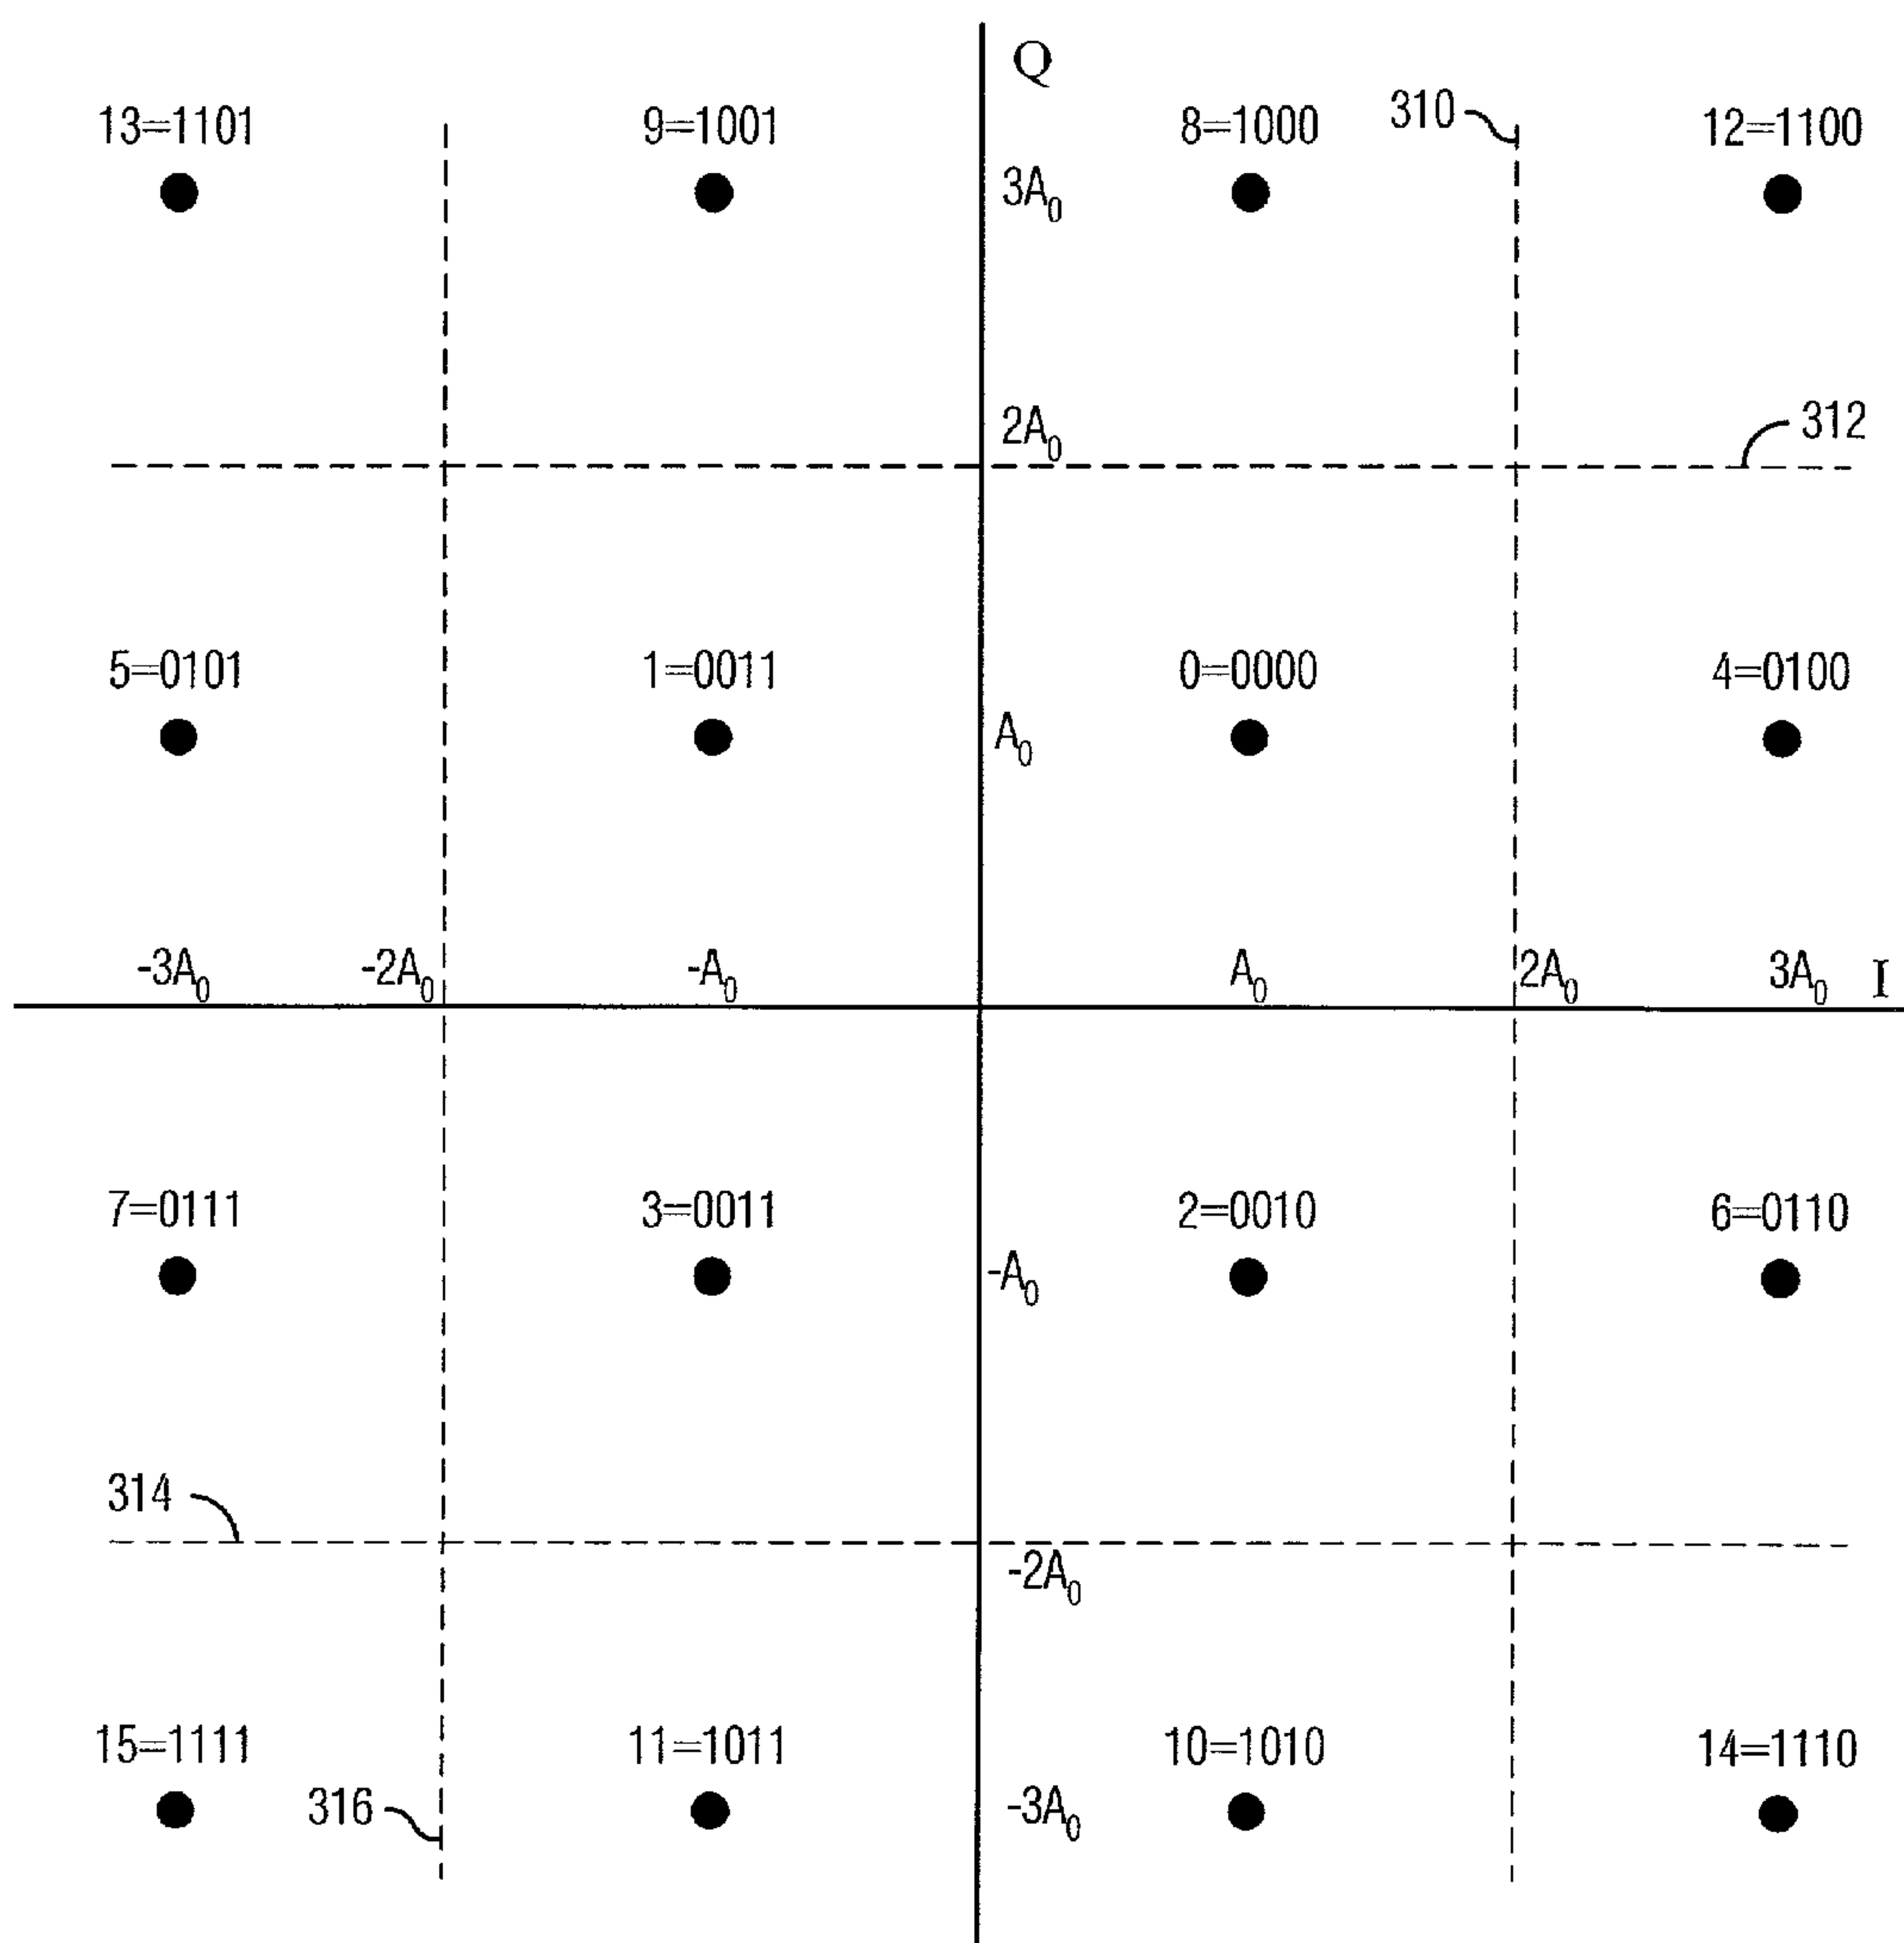 Q
13=1101 9=1001 8=1000 310 12=1100
3A0
2A0 312
5=0101 1=0011 0=0000 4=0100
A0
-3A0 -2A0 -A0 A0 2A0 3A0 I
7=0111 3=0011 2=0010 6=0110
-A0
314
-2A0
15=1111 11=1011 10=1010 14=1110
316 -3A0